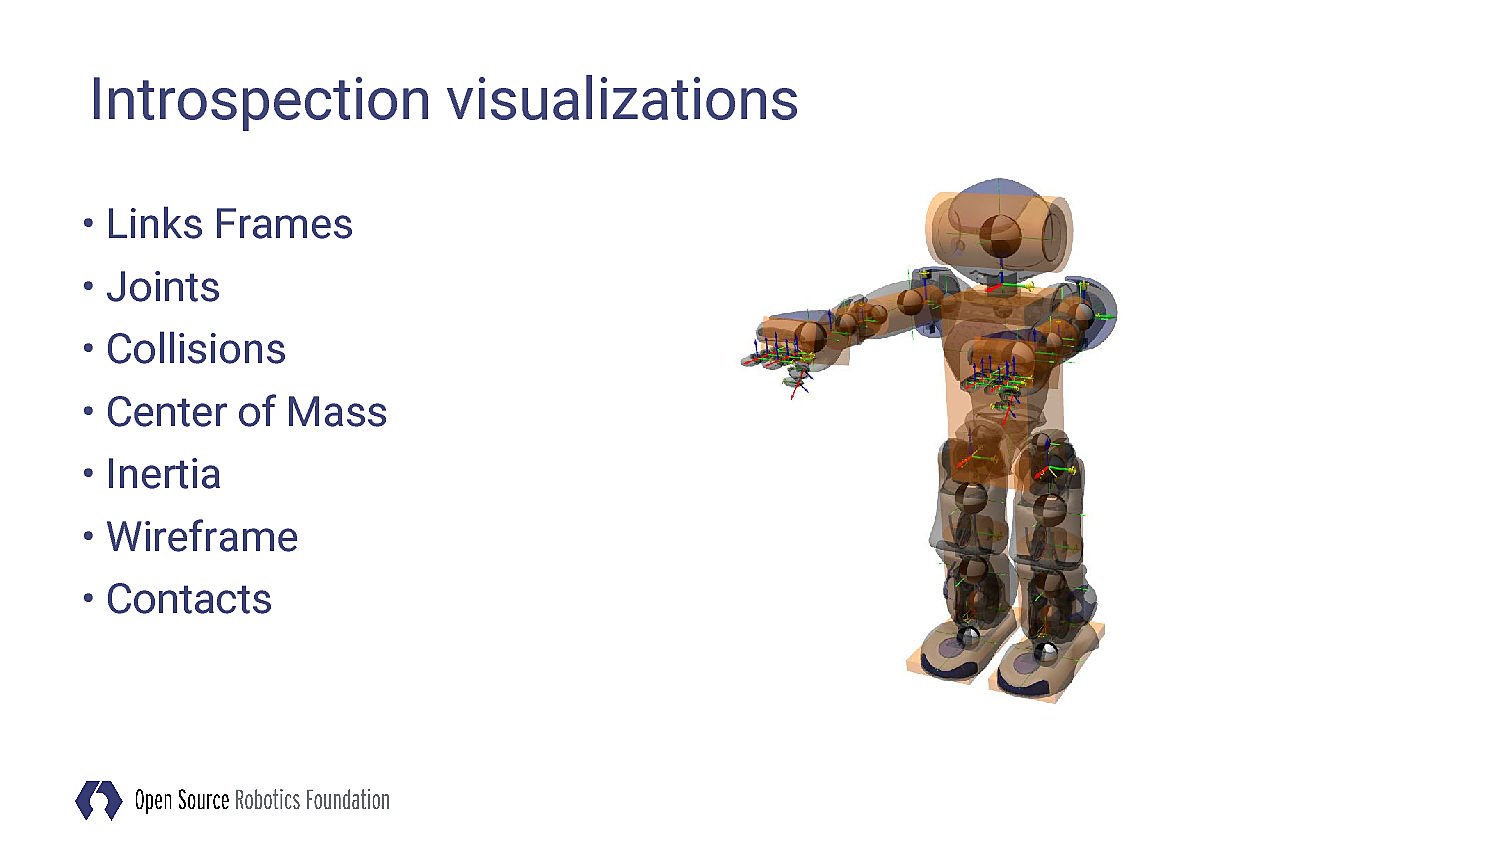 Introspection visualizations
• Links Frames
• Joints
• Collisions
• Center of Mass
• Inertia
• Wireframe
• Contacts
Open Source Robotics Foundation